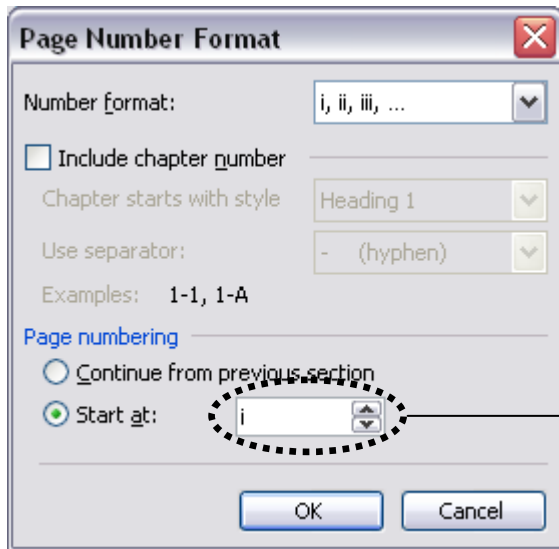 Page Number Format
Number format: i, ii, iii, ...
Include chapter number
Chapter starts with style Heading 1
Use separator: - (hyphen)
Examples: 1-1, 1-A
Page numbering
Continue from previous section
Start at: i
OK Cancel